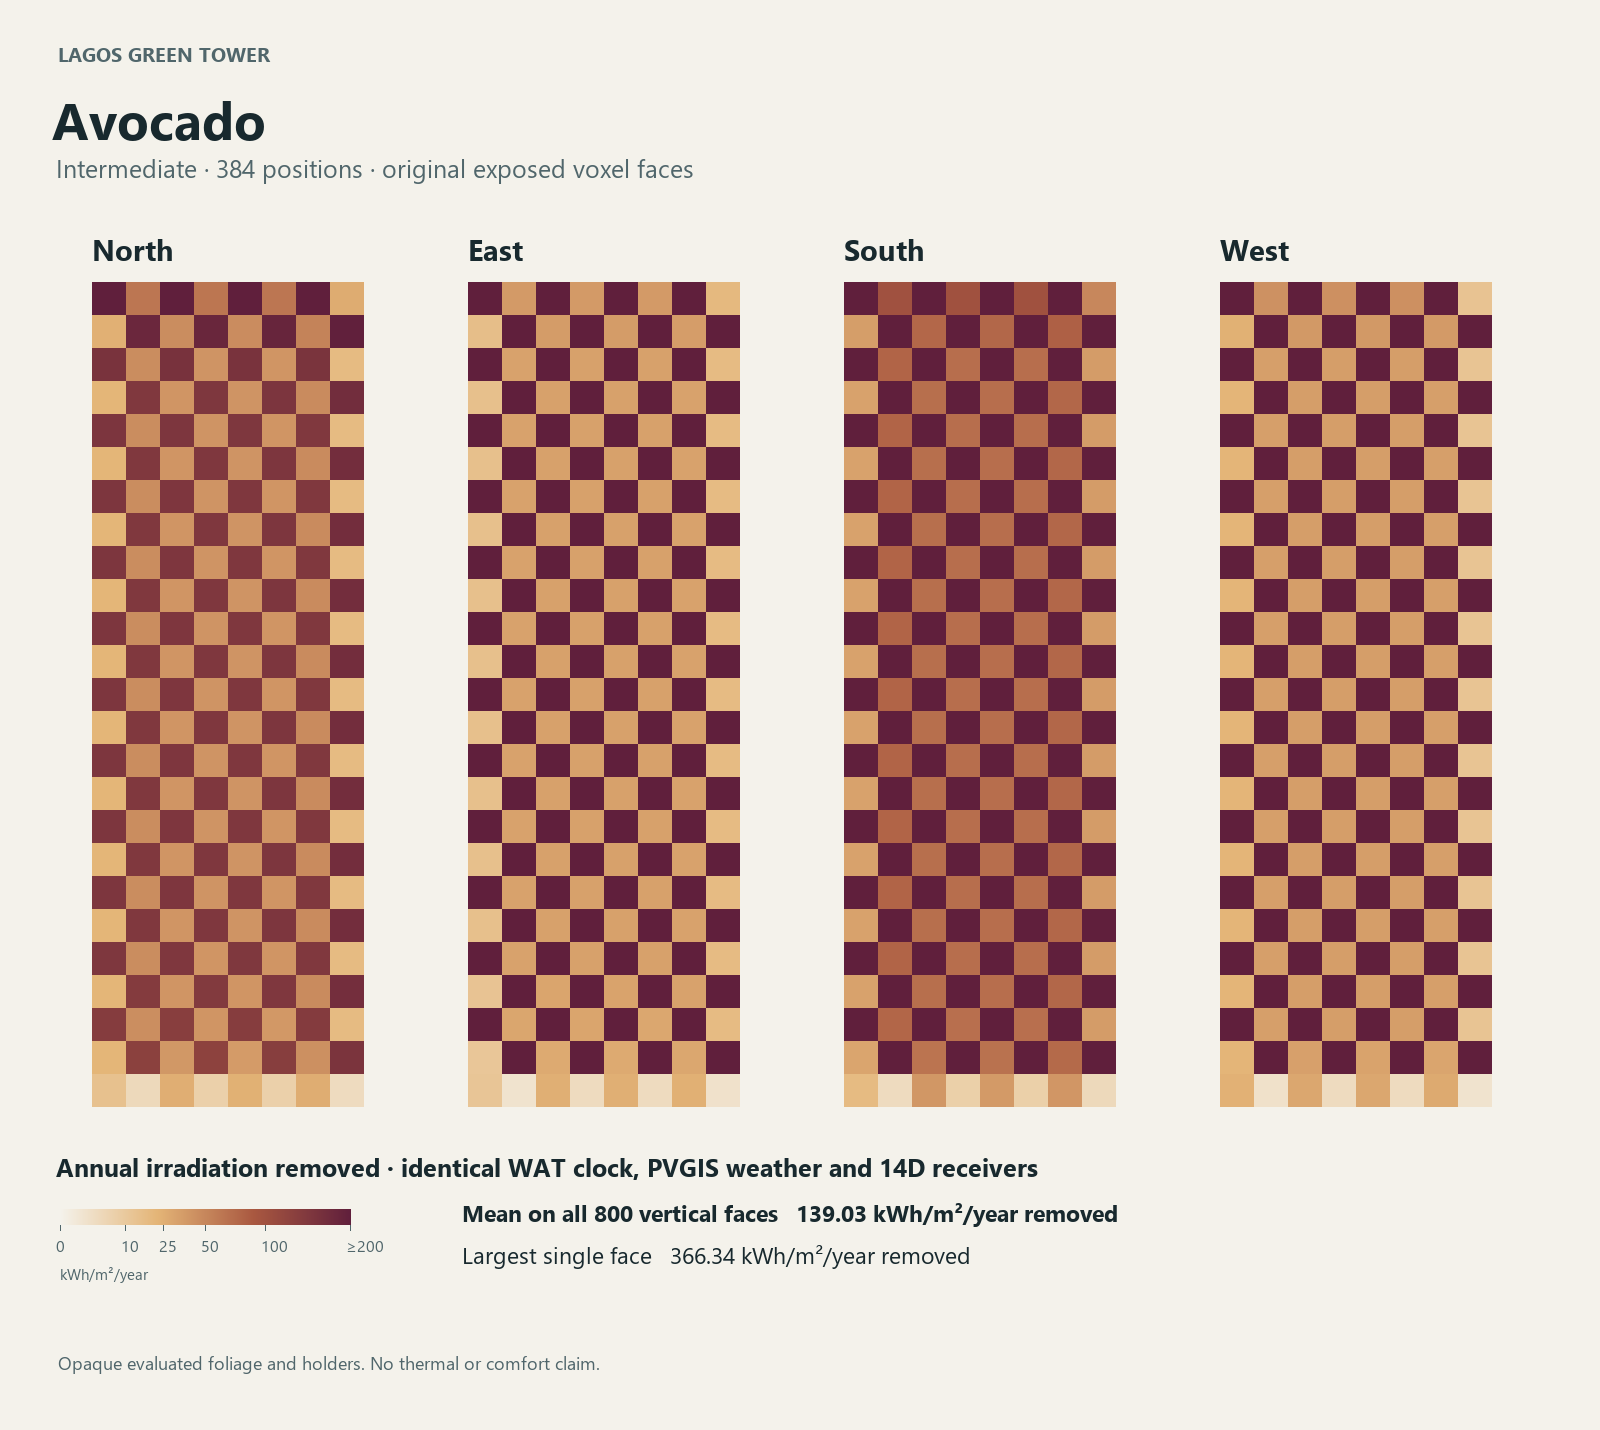 LAGOS GREEN TOWER
Avocado
Intermediate · 384 positions · original exposed voxel faces
North East South West
Annual irradiation removed · identical WAT clock, PVGIS weather and 14D receivers
Mean on all 800 vertical faces 139.03 kWh/m²/year removed
0 10 25 50 100 ≥200
Largest single face 366.34 kWh/m²/year removed
kWh/m²/year
Opaque evaluated foliage and holders. No thermal or comfort claim.